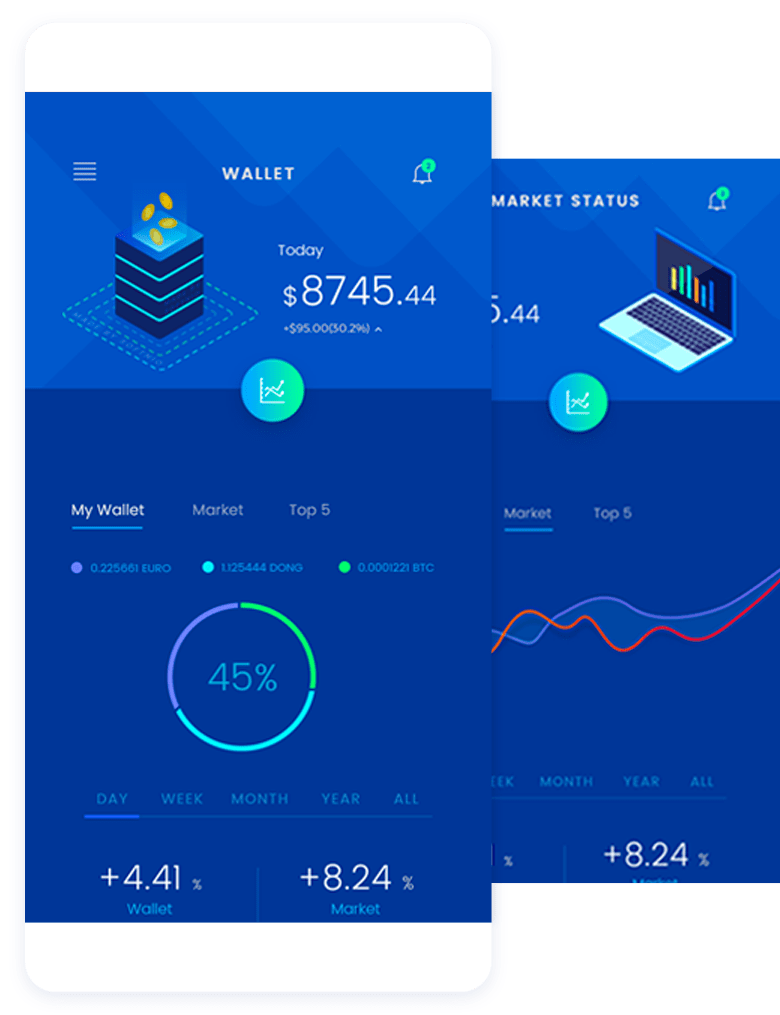 WALLET
2
Today
$8745.44
+$95.00(30.2%)
My Wallet Market Top 5
0.225661 EURO 1.125444 DONG 0.0001221 BTC
45%
DAY WEEK MONTH YEAR ALL
+4.41 % +8.24 %
Wallet Market
MARKET STATUS
5.44
Market Top 5
EEK MONTH YEAR ALL
% +8.24 %
Market